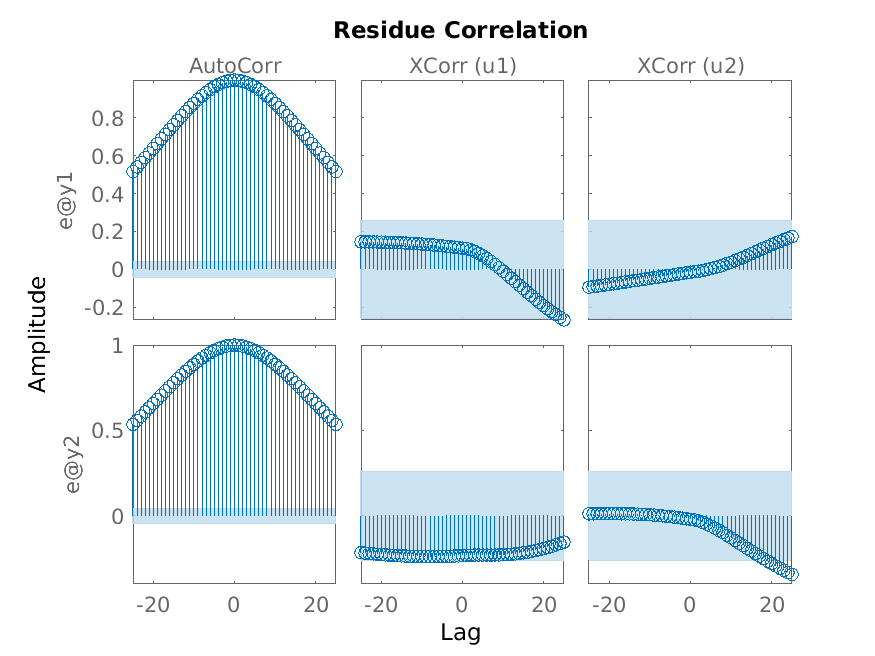 Residue Correlation
AutoCorr
XCorr (u1)
XCorr (u2)
e@y1
0.8
0.6
0.4
0.2
0
-0.2
Amplitude
e@y2
1
0.5
0
-20 0 20
-20 0 20
-20 0 20
Lag